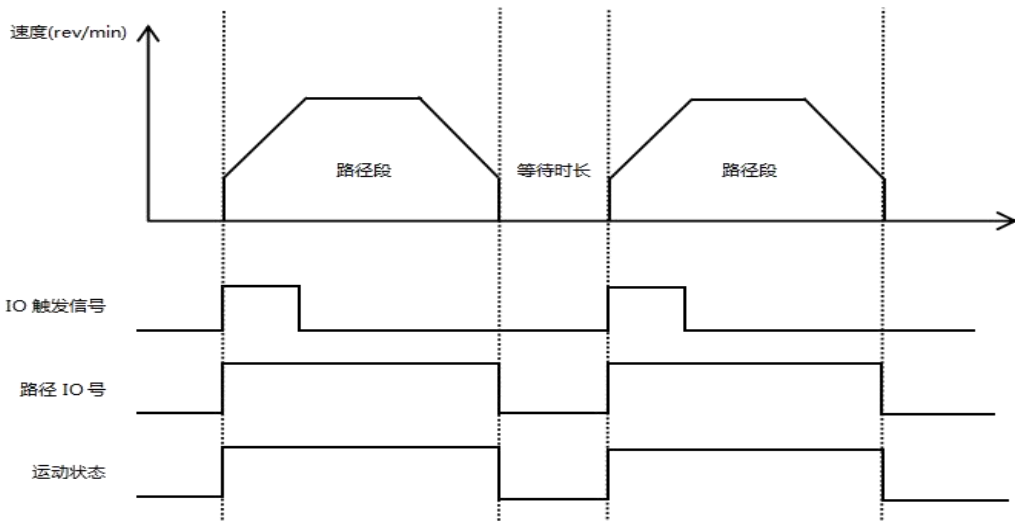 速度(rev/min)
路径段
等待时长
路径段
IO 触发信号
路径 IO 号
运动状态